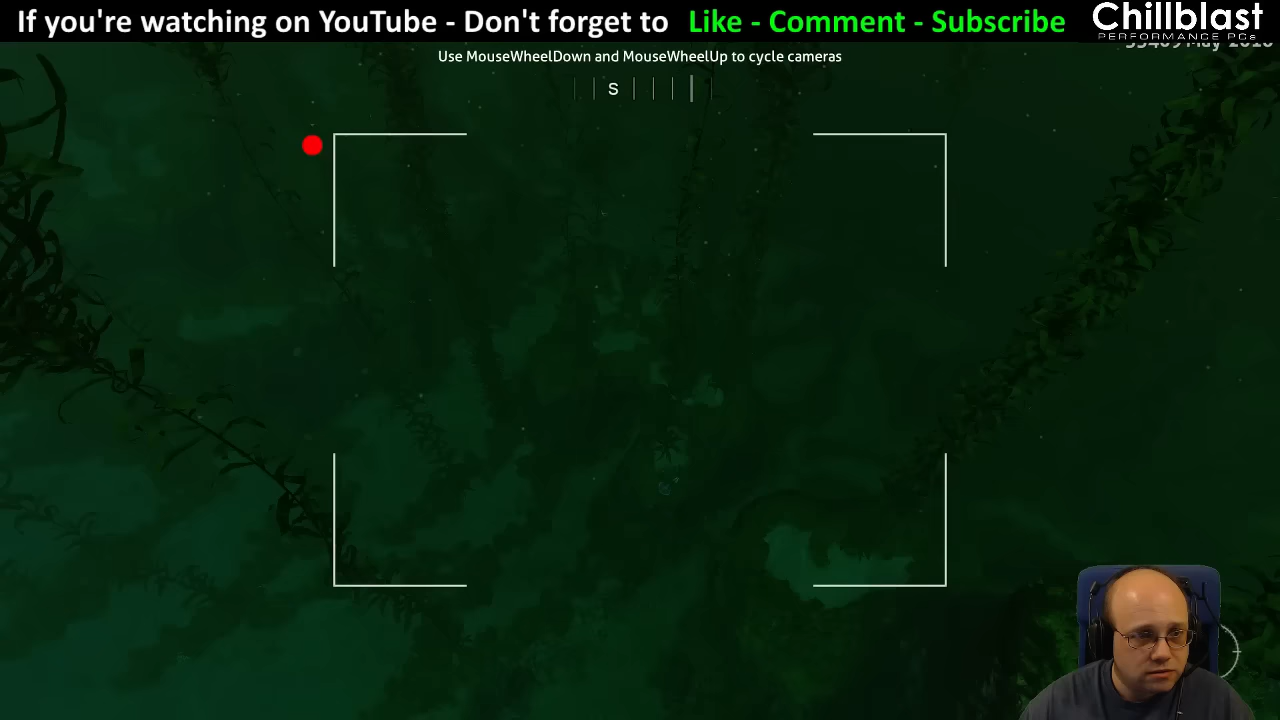 If you're watching on YouTube - Don't forget to Like - Comment - Subscribe
Chillblast
PERFORMANCE PCs
Use MouseWheelDown and MouseWheelUp to cycle cameras
S